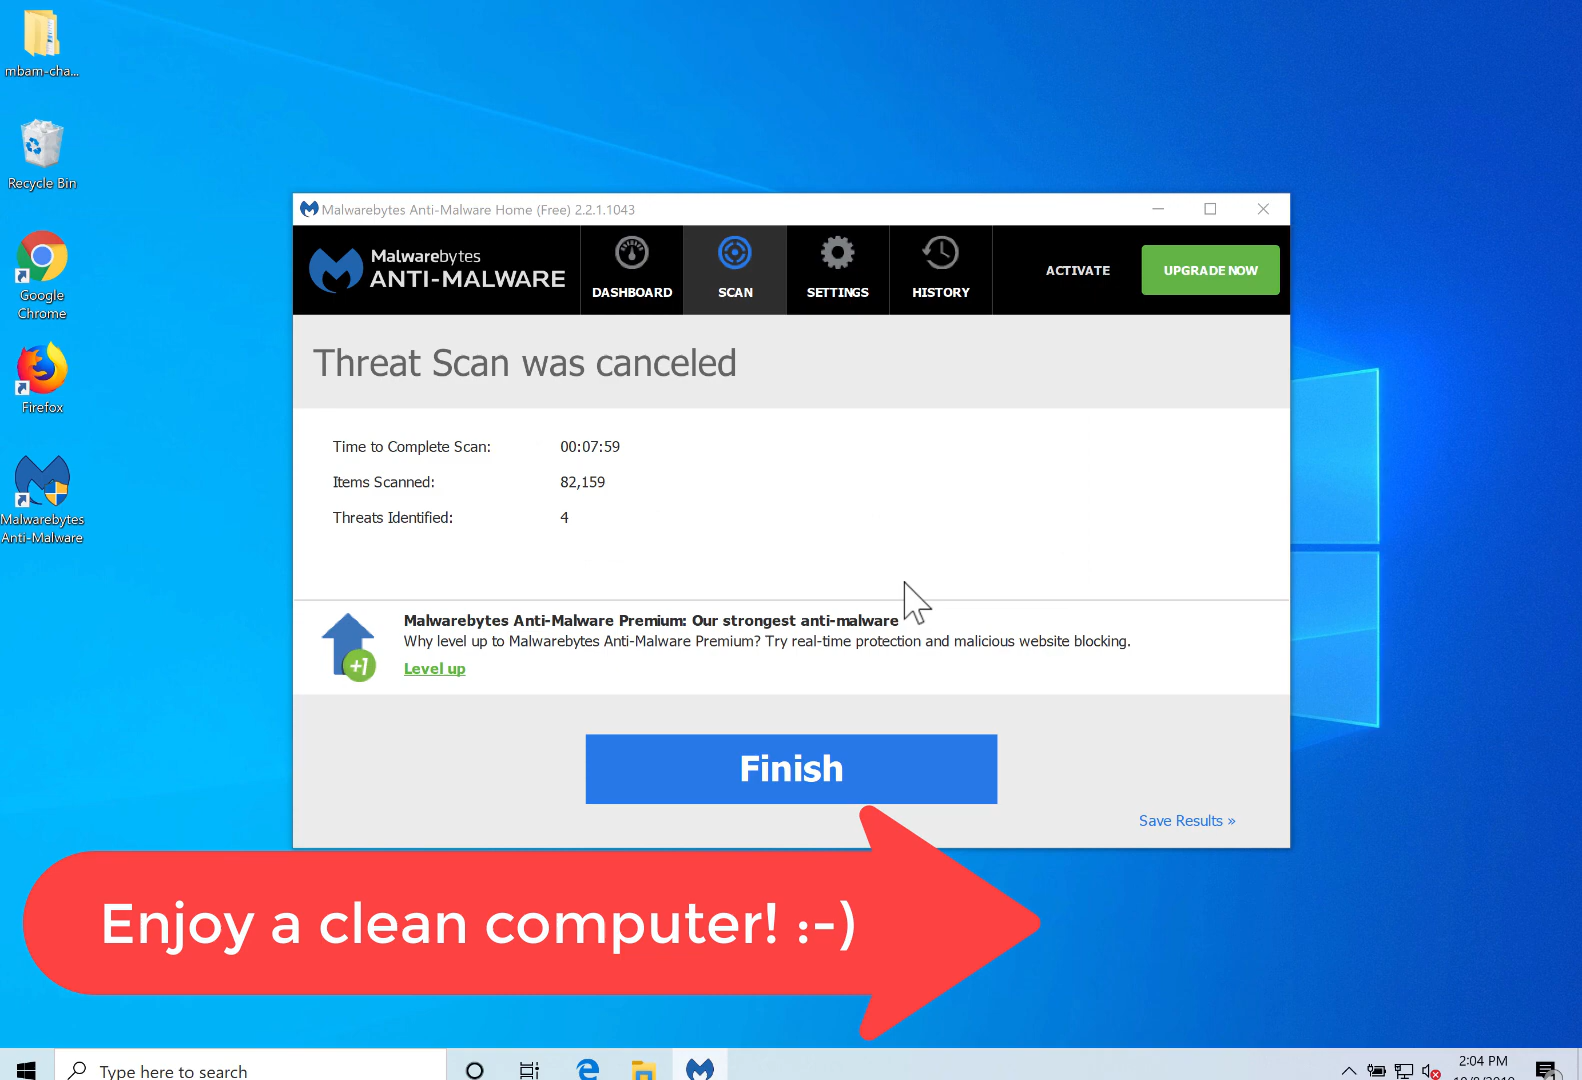 mbam-cha...
Recycle Bin
Google
Chrome
Firefox
Malwarebytes
Anti-Malware
Malwarebytes Anti-Malware Home (Free) 2.2.1.1043
Malwarebytes
ANTI-MALWARE
DASHBOARD
SCAN
SETTINGS
HISTORY
ACTIVATE
UPGRADE NOW
Threat Scan was canceled
Time to Complete Scan: 00:07:59
Items Scanned: 82,159
Threats Identified: 4
+1
Malwarebytes Anti-Malware Premium: Our strongest anti-malware
Why level up to Malwarebytes Anti-Malware Premium? Try real-time protection and malicious website blocking.
Level up
Finish
Save Results »
Enjoy a clean computer! :-)
Type here to search
2:04 PM